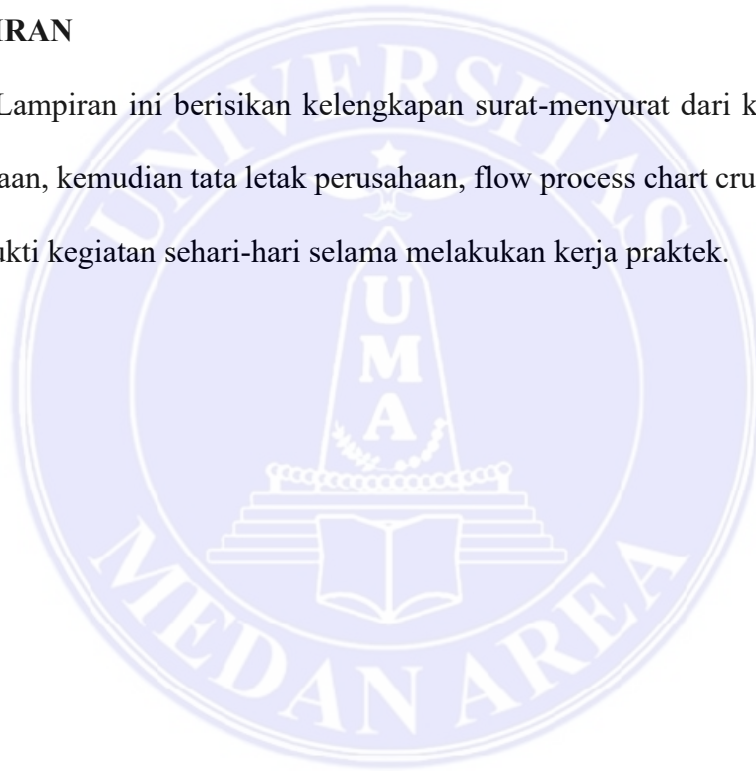 IRAN
Lampiran ini berisikan kelengkapan surat-menyurat dari k
aan, kemudian tata letak perusahaan, flow process chart cru
ukti kegiatan sehari-hari selama melakukan kerja praktek.
UNIVERSITAS
UMA
MEDAN AREA